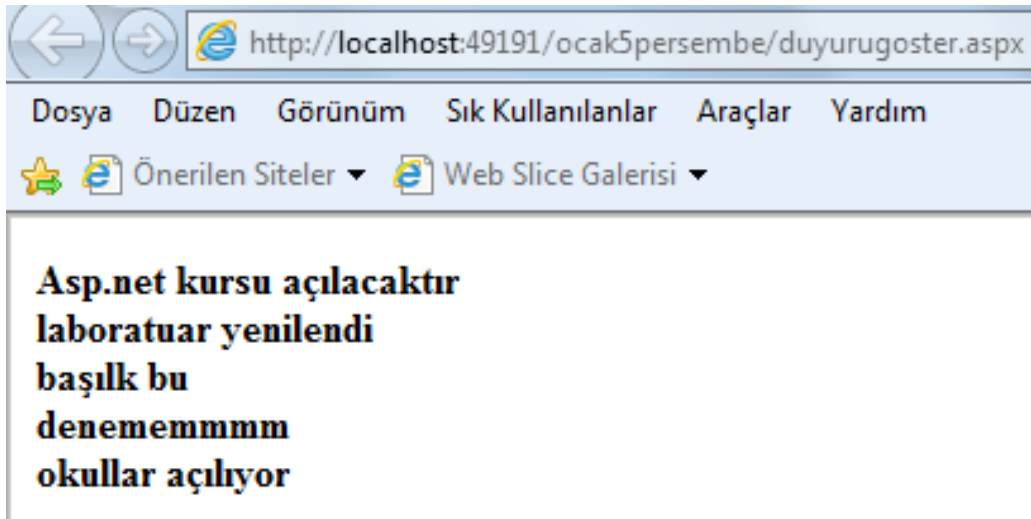 http://localhost:49191/ocak5persembe/duyurugoster.aspx
Dosya Düzen Görünüm Sık Kullanılanlar Araçlar Yardım
Önerilen Siteler Web Slice Galerisi
Asp.net kursu açılacaktır
laboratuar yenilendi
başılk bu
denememmmm
okullar açılıyor